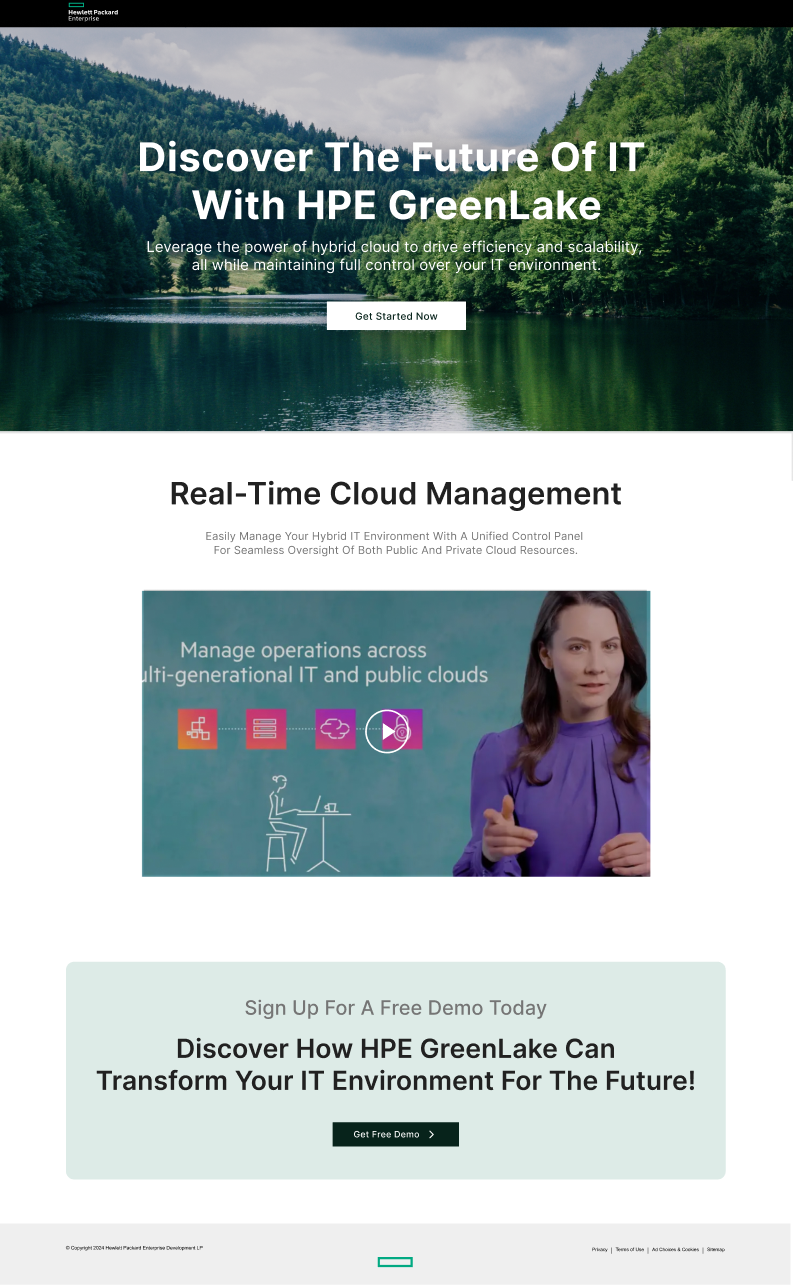 Hewlett Packard
Enterprise
Discover The Future Of IT
With HPE GreenLake
Leverage the power of hybrid cloud to drive efficiency and scalability,
all while maintaining full control over your IT environment.
Get Started Now
Real-Time Cloud Management
Easily Manage Your Hybrid IT Environment With A Unified Control Panel
For Seamless Oversight Of Both Public And Private Cloud Resources.
Manage operations across
ulti-generational IT and public clouds
Sign Up For A Free Demo Today
Discover How HPE GreenLake Can
Transform Your IT Environment For The Future!
Get Free Demo
© Copyright 2024 Hewlett Packard Enterprise Development LP
Privacy | Terms of Use | Ad Choices & Cookies | Sitemap